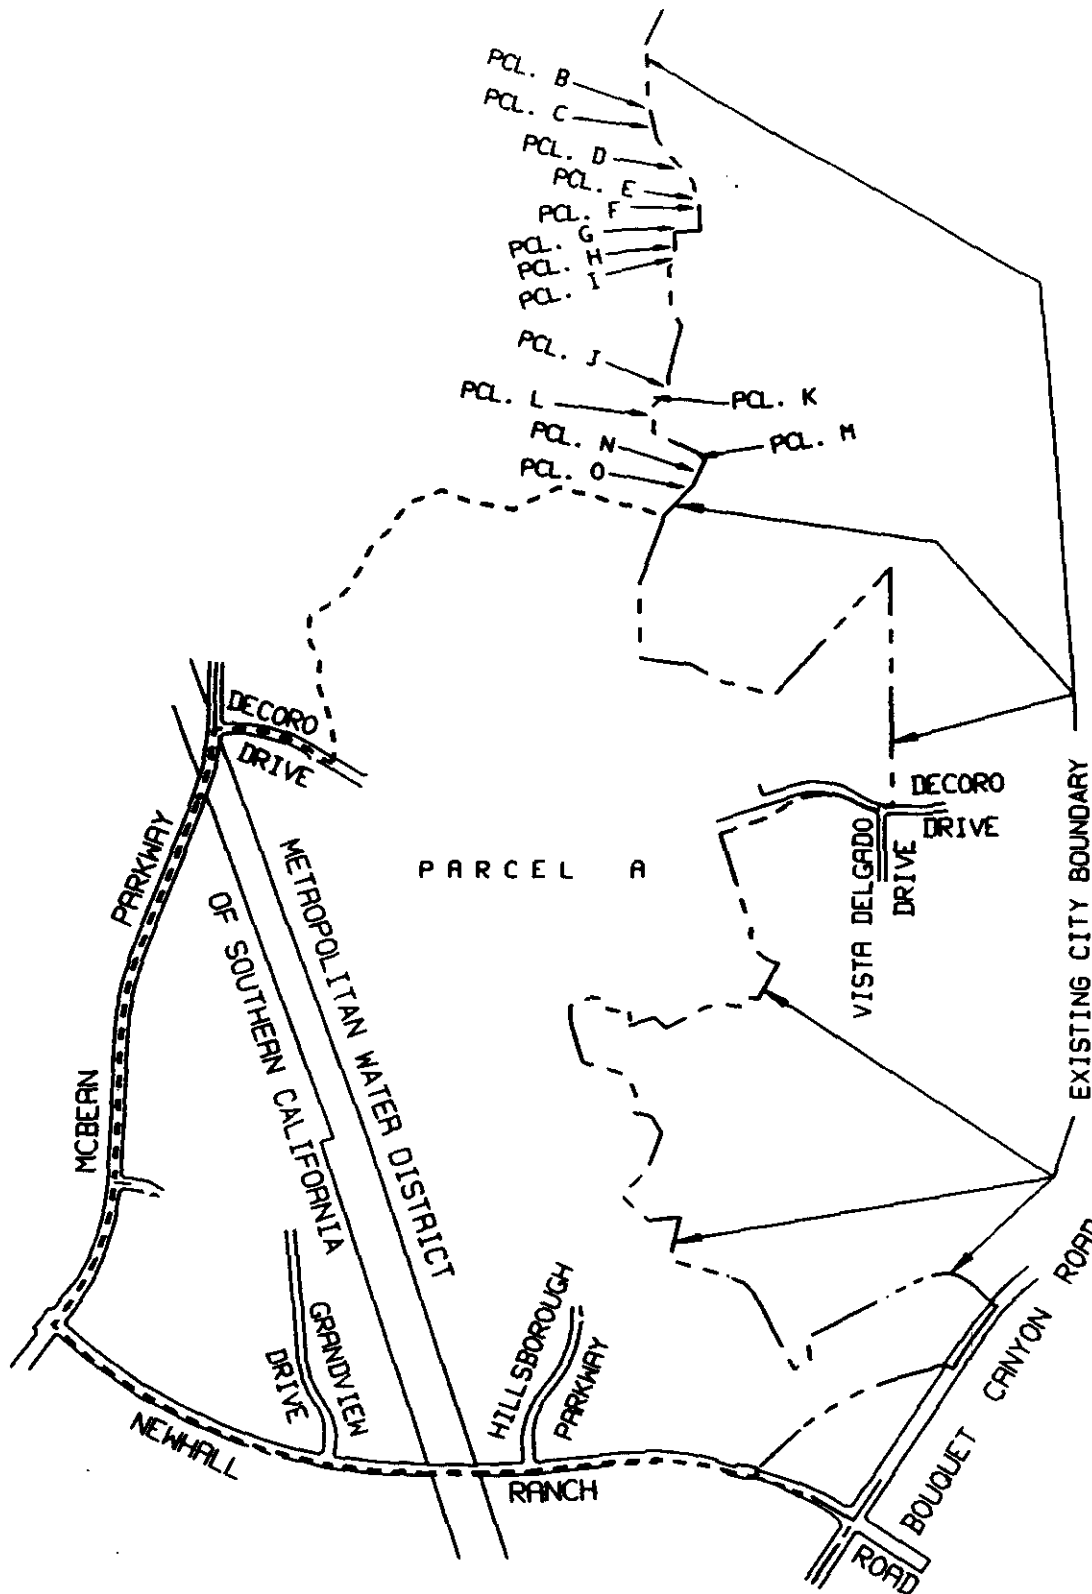 PCL. B
PCL. C
PCL. D
PCL. E
PCL. F
PCL. G
PCL. H
PCL. I
PCL. J
PCL. K
PCL. L
PCL. M
PCL. N
PCL. O
DECORO
DRIVE
PARKWAY
MCBEAN
PARCEL A
METROPOLITAN WATER DISTRICT
OF SOUTHERN CALIFORNIA
DECORO
DRIVE
VISTA DELGADO
DRIVE
EXISTING CITY BOUNDARY
GRANDVIEW
DRIVE
HILLSBOROUGH
PARKWAY
NEWHALL
RANCH
ROAD
BOUQUET CANYON ROAD